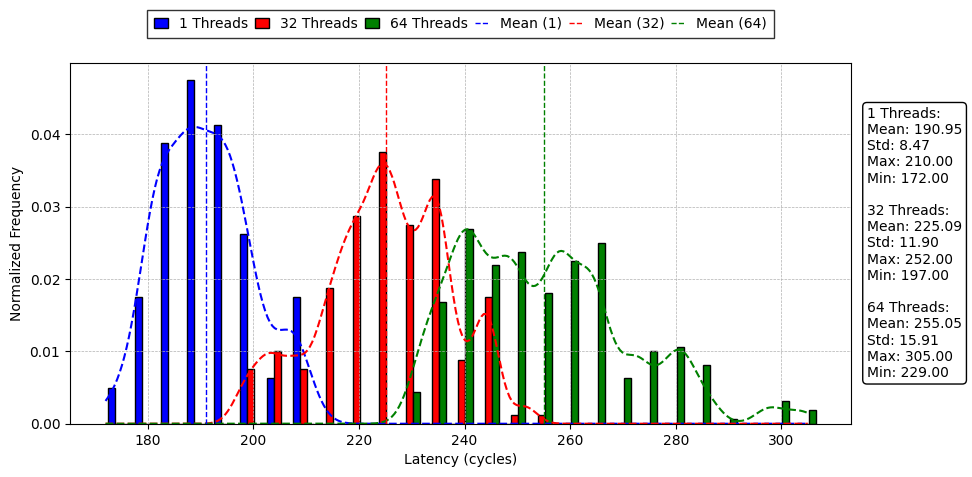 1 Threads 32 Threads 64 Threads Mean (1) Mean (32) Mean (64)
Normalized Frequency
0.04
0.03
0.02
0.01
0.00
180 200 220 240 260 280 300
Latency (cycles)
1 Threads:
Mean: 190.95
Std: 8.47
Max: 210.00
Min: 172.00
32 Threads:
Mean: 225.09
Std: 11.90
Max: 252.00
Min: 197.00
64 Threads:
Mean: 255.05
Std: 15.91
Max: 305.00
Min: 229.00